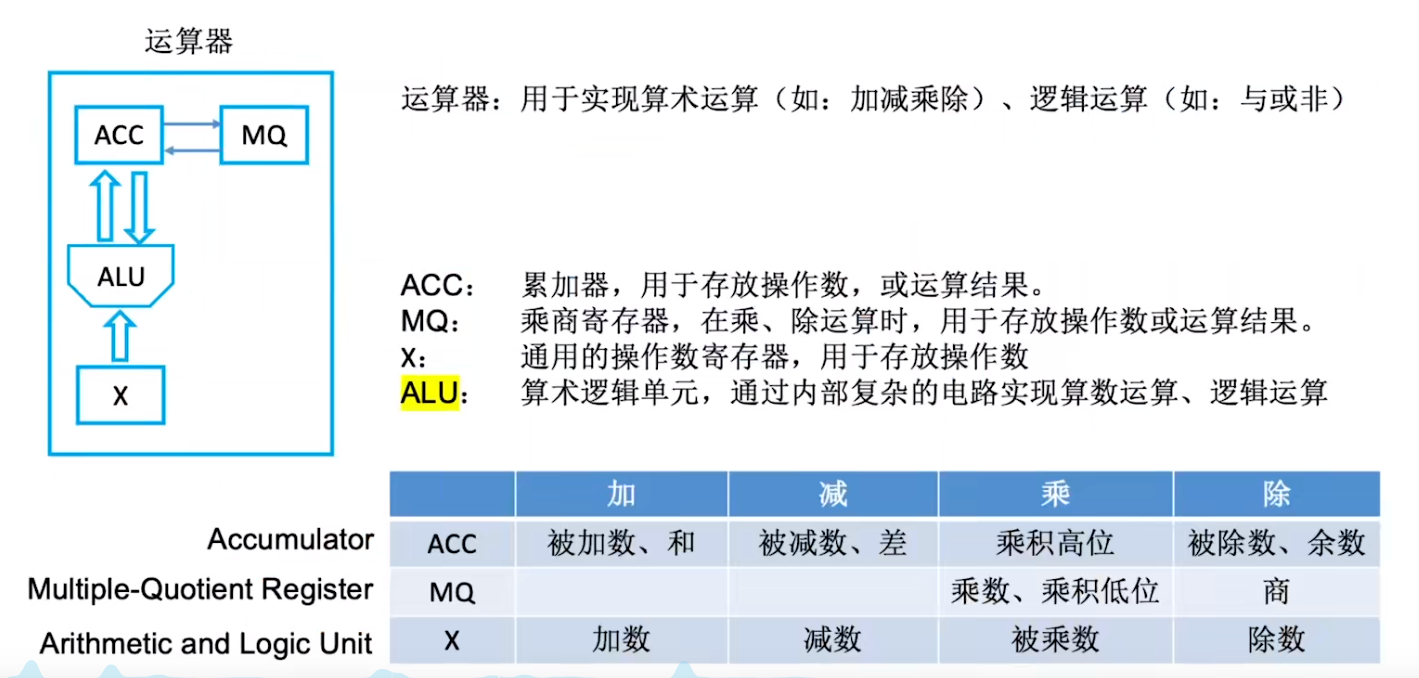 运算器
ACC
MQ
ALU
X
运算器：用于实现算术运算（如：加减乘除）、逻辑运算（如：与或非）
ACC： 累加器，用于存放操作数，或运算结果。
MQ： 乘商寄存器，在乘、除运算时，用于存放操作数或运算结果。
X： 通用的操作数寄存器，用于存放操作数
ALU： 算术逻辑单元，通过内部复杂的电路实现算数运算、逻辑运算
加 减 乘 除
Accumulator ACC 被加数、和 被减数、差 乘积高位 被除数、余数
Multiple-Quotient Register MQ 乘数、乘积低位 商
Arithmetic and Logic Unit X 加数 减数 被乘数 除数